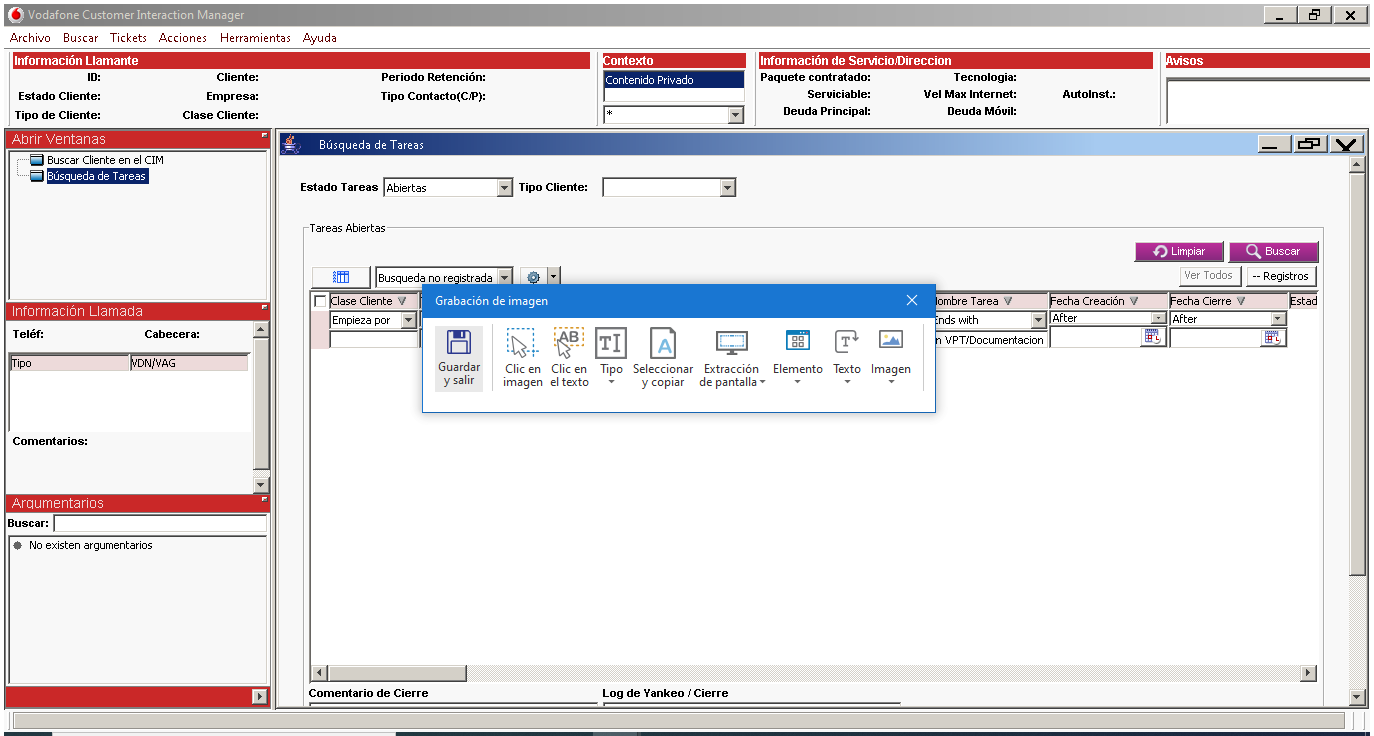 Vodafone Customer Interaction Manager
Archivo Buscar Tickets Acciones Herramientas Ayuda
Información Llamante
ID: Cliente: Periodo Retención:
Estado Cliente: Empresa: Tipo Contacto(C/P):
Tipo de Cliente: Clase Cliente:
Contexto
Contenido Privado
*
Información de Servicio/Direccion
Paquete contratado: Tecnologia:
Serviciable: Vel Max Internet: AutoInst.:
Deuda Principal: Deuda Móvil:
Avisos
Abrir Ventanas
Buscar Cliente en el CIM
Búsqueda de Tareas
Información Llamada
Teléf: Cabecera:
Tipo VDN/VAG
Comentarios:
Argumentarios
Buscar:
No existen argumentarios
Búsqueda de Tareas
Estado Tareas Abiertas Tipo Cliente:
Tareas Abiertas
Limpiar Buscar
Busqueda no registrada Ver Todos -- Registros
Clase Cliente ombre Tarea Fecha Creación Fecha Cierre Estad
Empieza por Ends with After After
n VPT/Documentacion
Grabación de imagen
Guardar y salir
Clic en imagen
Clic en el texto
Tipo
Seleccionar y copiar
Extracción de pantalla
Elemento
Texto
Imagen
Comentario de Cierre Log de Yankeo / Cierre